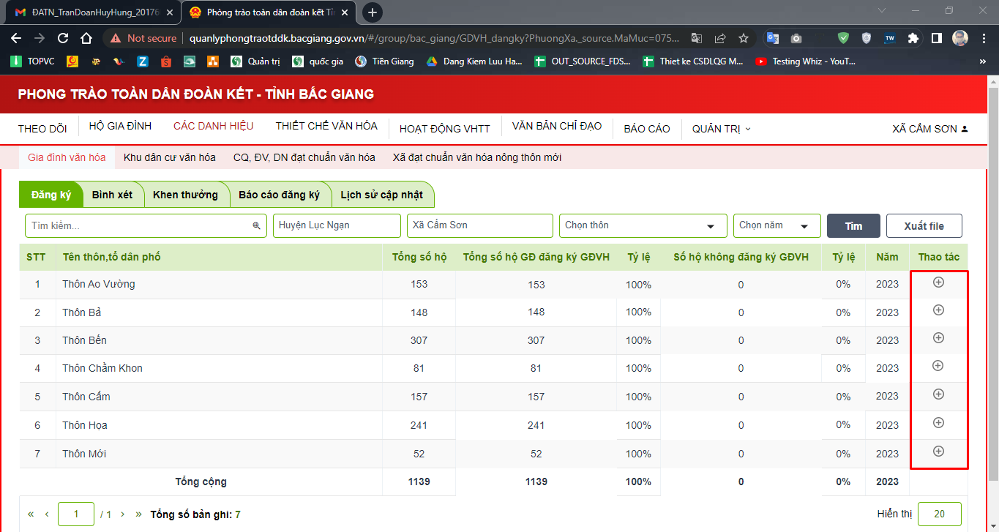 ĐATN_TranDoanHuyHung_20176
Phòng trào toàn dân đoàn kết Tỉn
Not secure
quanlyphongtraotddk.bacgiang.gov.vn/#/group/bac_giang/GDVH_dangky?PhuongXa._source.MaMuc=075...
TOPVC
Quản trị
quốc gia
Tiền Giang
Dang Kiem Luu Ha...
OUT_SOURCE_FDS...
Thiet ke CSDLQG M...
Testing Whiz - YouT...
PHONG TRÀO TOÀN DÂN ĐOÀN KẾT - TỈNH BẮC GIANG
THEO DÕI HỘ GIA ĐÌNH CÁC DANH HIỆU THIẾT CHẾ VĂN HÓA HOẠT ĐỘNG VHTT VĂN BẢN CHỈ ĐẠO BÁO CÁO QUẢN TRỊ XÃ CẤM SƠN
Gia đình văn hóa Khu dân cư văn hóa CQ, ĐV, DN đạt chuẩn văn hóa Xã đạt chuẩn văn hóa nông thôn mới
Đăng ký Bình xét Khen thưởng Báo cáo đăng ký Lịch sử cập nhật
Tìm kiếm... Huyện Lục Ngạn Xã Cấm Sơn Chọn thôn Chọn năm Tìm Xuất file
STT Tên thôn,tổ dân phố Tổng số hộ Tổng số hộ GĐ đăng ký GĐVH Tỷ lệ Số hộ không đăng ký GĐVH Tỷ lệ Năm Thao tác
1 Thôn Ao Vường 153 153 100% 0 0% 2023
2 Thôn Bả 148 148 100% 0 0% 2023
3 Thôn Bến 307 307 100% 0 0% 2023
4 Thôn Chằm Khon 81 81 100% 0 0% 2023
5 Thôn Cấm 157 157 100% 0 0% 2023
6 Thôn Họa 241 241 100% 0 0% 2023
7 Thôn Mới 52 52 100% 0 0% 2023
Tổng cộng 1139 1139 100% 0 0% 2023
« ‹ 1 / 1 › » Tổng số bản ghi: 7 Hiển thị 20